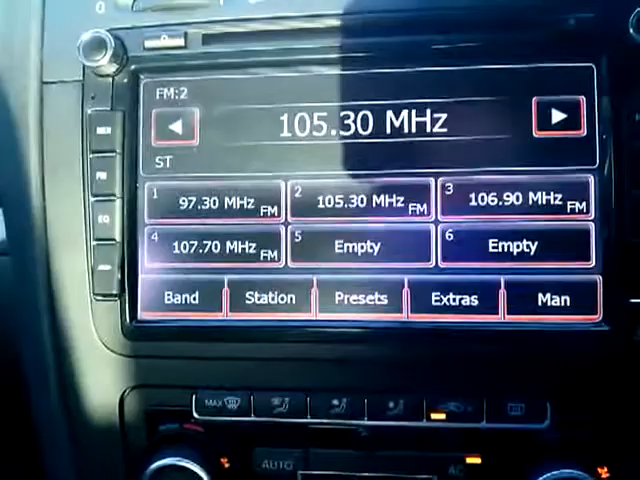 FM:2
105.30 MHz
ST
1 97.30 MHz FM
2 105.30 MHz FM
3 106.90 MHz FM
4 107.70 MHz FM
5 Empty
6 Empty
Band Station Presets Extras Man
FM
EQ
MAX
AUTO
AC